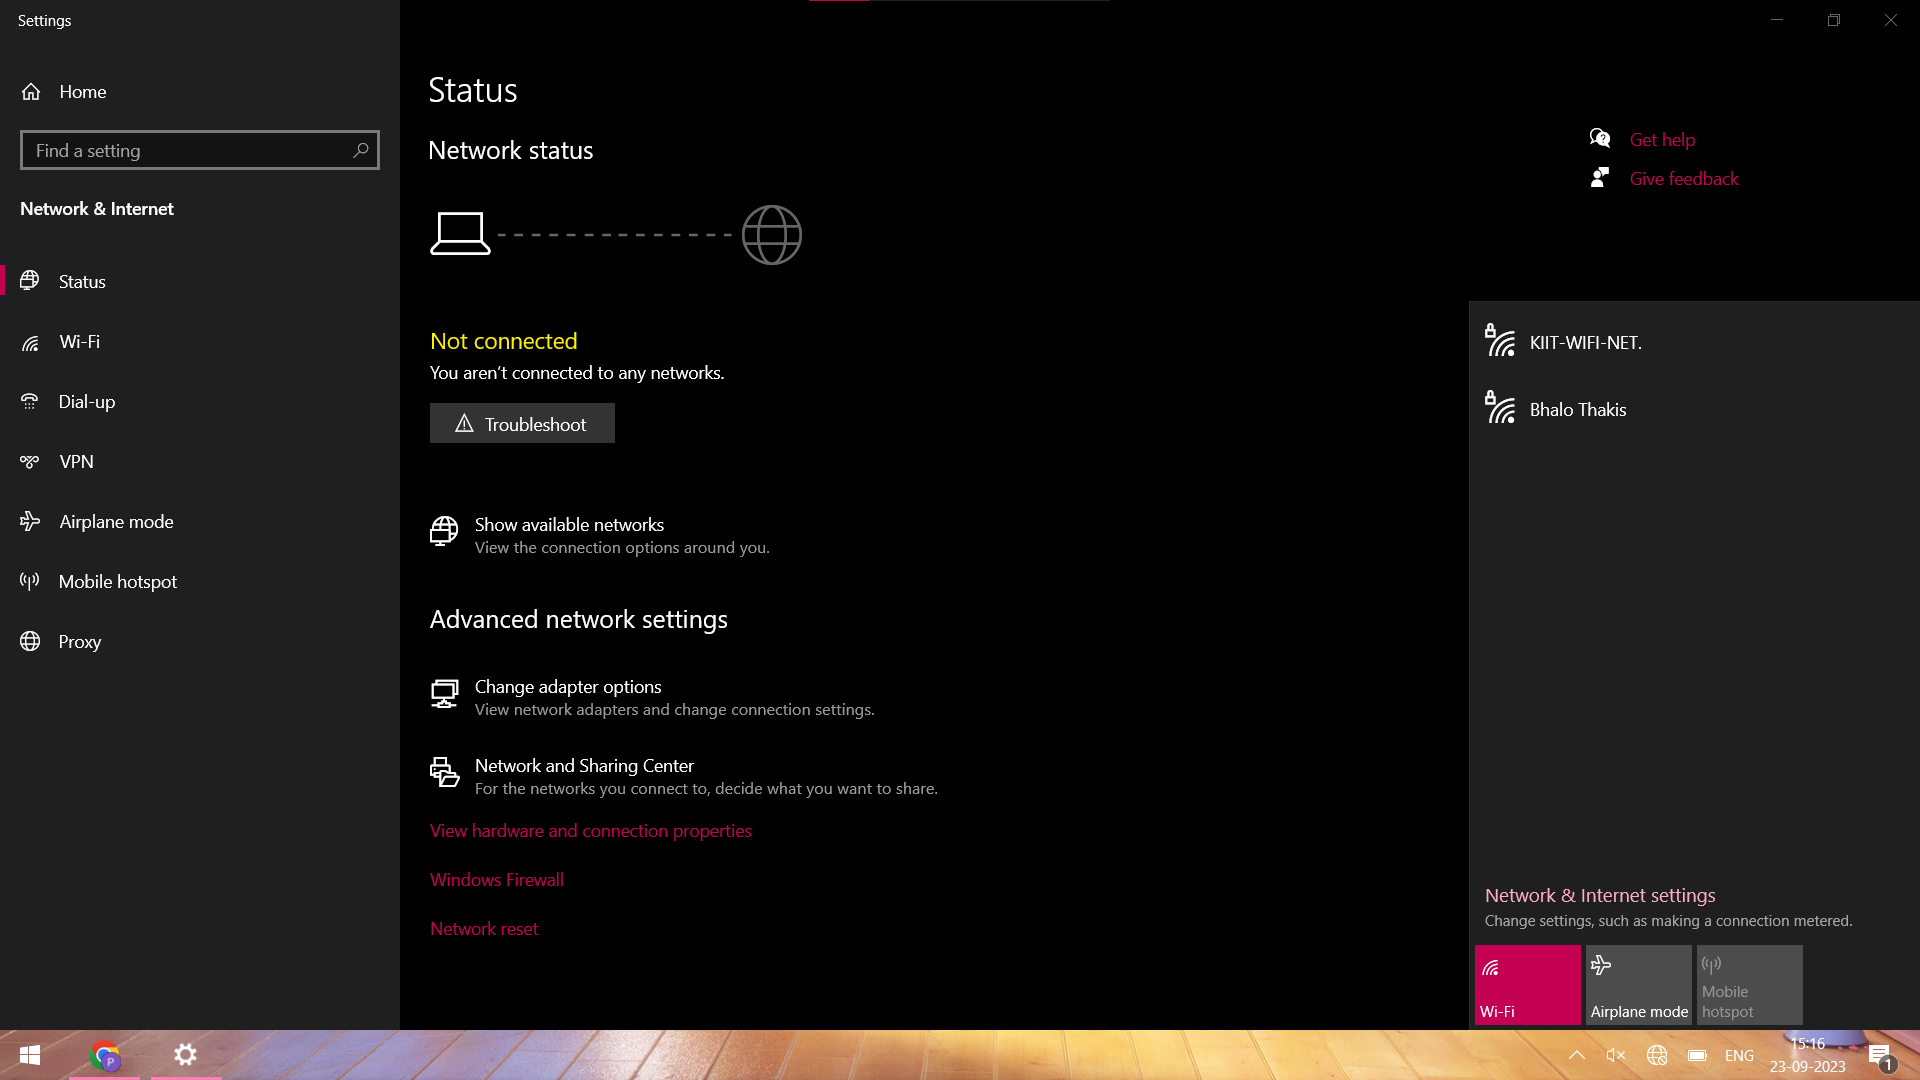 Settings
Home
Find a setting
Network & Internet
Status
Wi-Fi
Dial-up
VPN
Airplane mode
Mobile hotspot
Proxy
Status
Network status
Not connected
You aren’t connected to any networks.
Troubleshoot
Show available networks
View the connection options around you.
Advanced network settings
Change adapter options
View network adapters and change connection settings.
Network and Sharing Center
For the networks you connect to, decide what you want to share.
View hardware and connection properties
Windows Firewall
Network reset
Get help
Give feedback
KIIT-WIFI-NET.
Bhalo Thakis
Network & Internet settings
Change settings, such as making a connection metered.
Wi-Fi
Airplane mode
Mobile
hotspot
P
ENG
15:16
23-09-2023
1